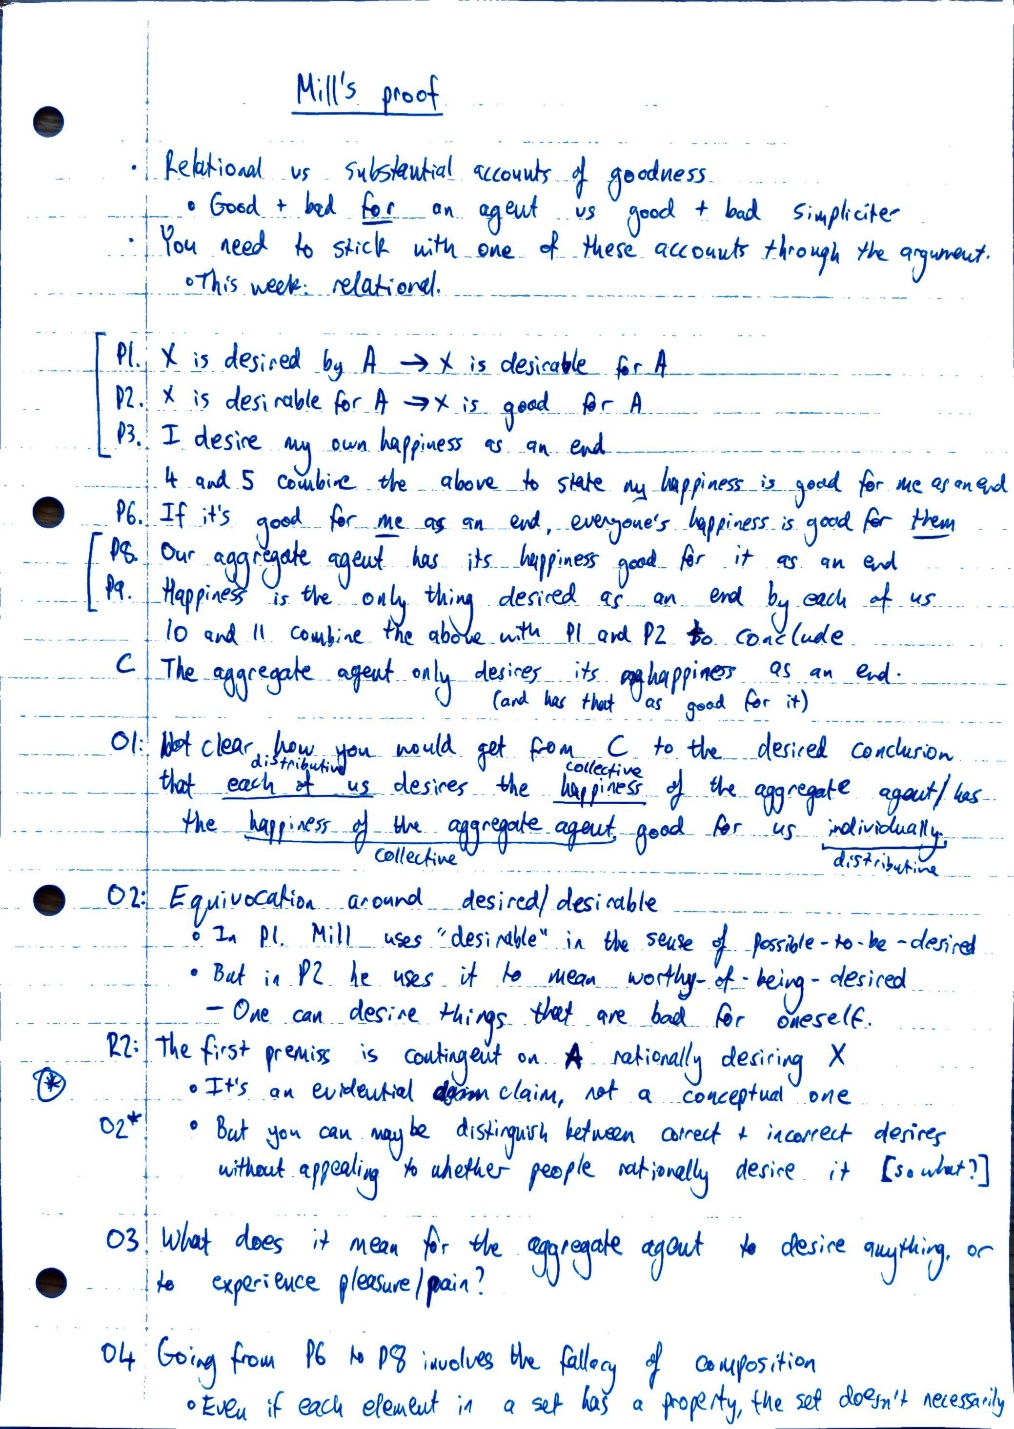 Mill's proof
· Relational vs substantial accounts of goodness
∘ Good + bad for an agent vs good + bad simpliciter
· You need to stick with one of these accounts through the argument.
∘ This week: relational.
P1. X is desired by A → X is desirable for A
P2. X is desirable for A → X is good for A
P3. I desire my own happiness as an end
4 and 5 combine the above to state my happiness is good for me as an end
P6. If it's good for me as an end, everyone's happiness is good for them
P8. Our aggregate agent has its happiness good for it as an end
P9. Happiness is the only thing desired as an end by each of us
10 and 11 combine the above with P1 and P2 to conclude
C The aggregate agent only desires its happiness as an end.
(and has that as good for it)
O1: Not clear how you would get from C to the desired conclusion
distributive collective
that each of us desires the happiness of the aggregate agent/has
the happiness of the aggregate agent good for us individually.
collective distributive
O2: Equivocation around desired/desirable
∘ In P1. Mill uses "desirable" in the sense of possible-to-be-desired
• But in P2 he uses it to mean worthy-of-being-desired
– One can desire things that are bad for oneself.
R2: The first premiss is contingent on A rationally desiring X
* ∘ It's an evidential claim, not a conceptual one
O2* • But you can maybe distinguish between correct + incorrect desires
without appealing to whether people rationally desire it [so what?]
O3. What does it mean for the aggregate agent to desire anything, or
to experience pleasure/pain?
O4 Going from P6 to P8 involves the fallacy of composition
∘ Even if each element in a set has a property, the set doesn't necessarily